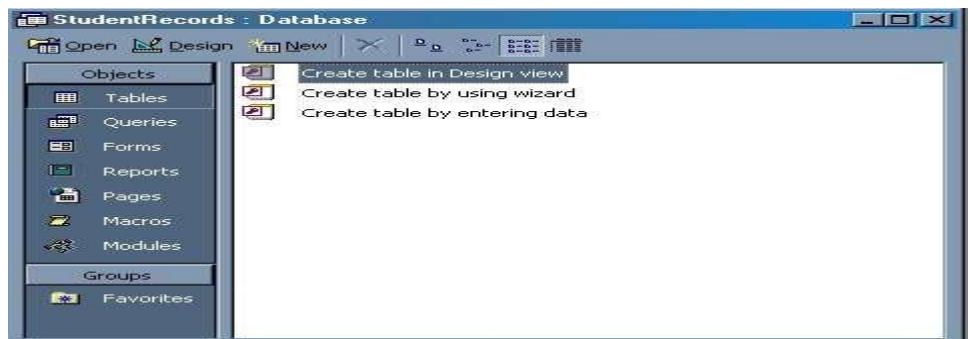 StudentRecords : Database
Open Design New
Objects
Tables
Queries
Forms
Reports
Pages
Macros
Modules
Groups
Favorites
Create table in Design view
Create table by using wizard
Create table by entering data